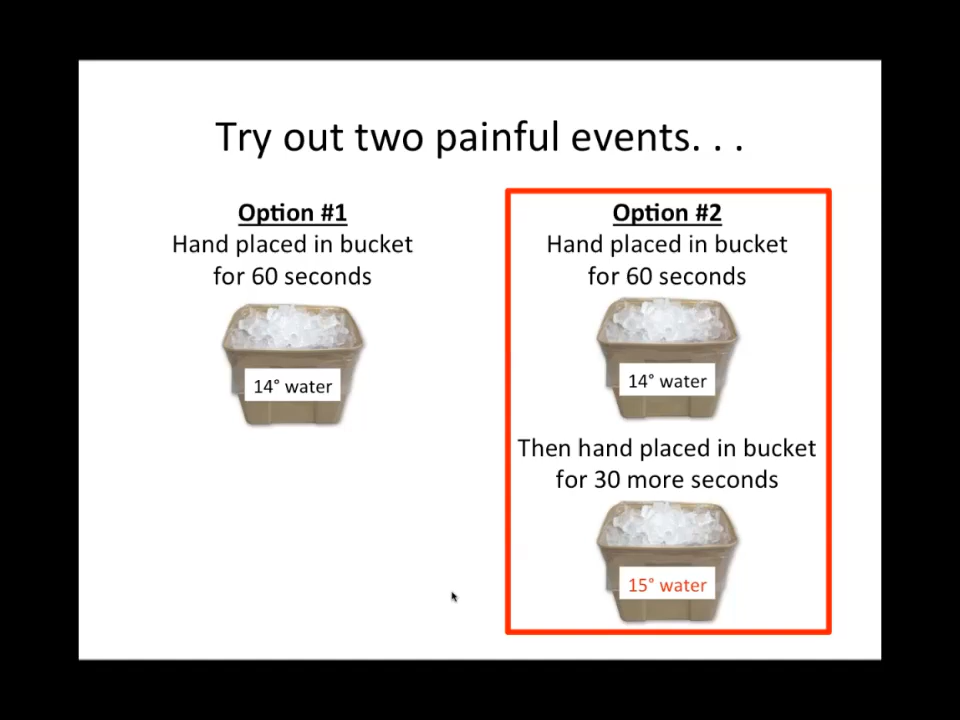 Try out two painful events. . .
Option #1
Hand placed in bucket
for 60 seconds
14° water
Option #2
Hand placed in bucket
for 60 seconds
14° water
Then hand placed in bucket
for 30 more seconds
15° water